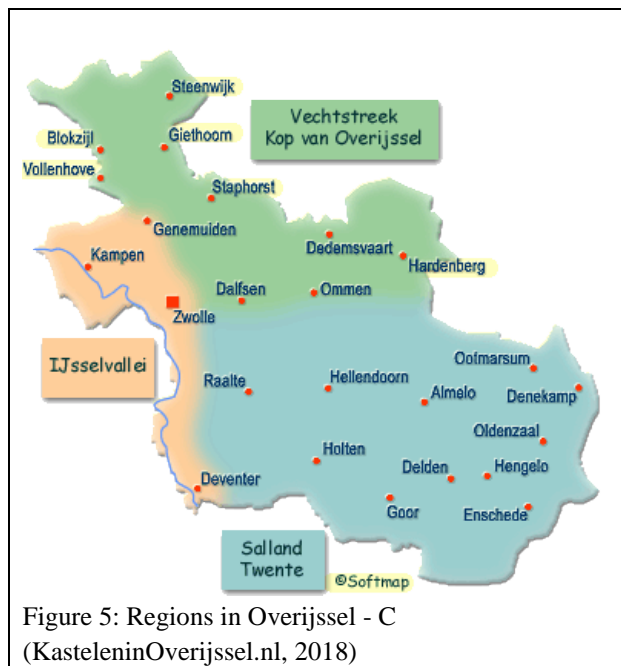 Steenwijk
Vechtstreek
Kop van Overijssel
Blokzijl
Giethoorn
Vollenhove
Staphorst
Genemuiden
Dedemsvaart
Kampen
Hardenberg
Dalfsen
Ommen
Zwolle
IJsselvallei
Ootmarsum
Raalte
Hellendoorn
Almelo
Denekamp
Oldenzaal
Holten
Delden
Hengelo
Deventer
Goor
Enschede
Salland
Twente
©Softmap
Figure 5: Regions in Overijssel - C
(KasteleninOverijssel.nl, 2018)